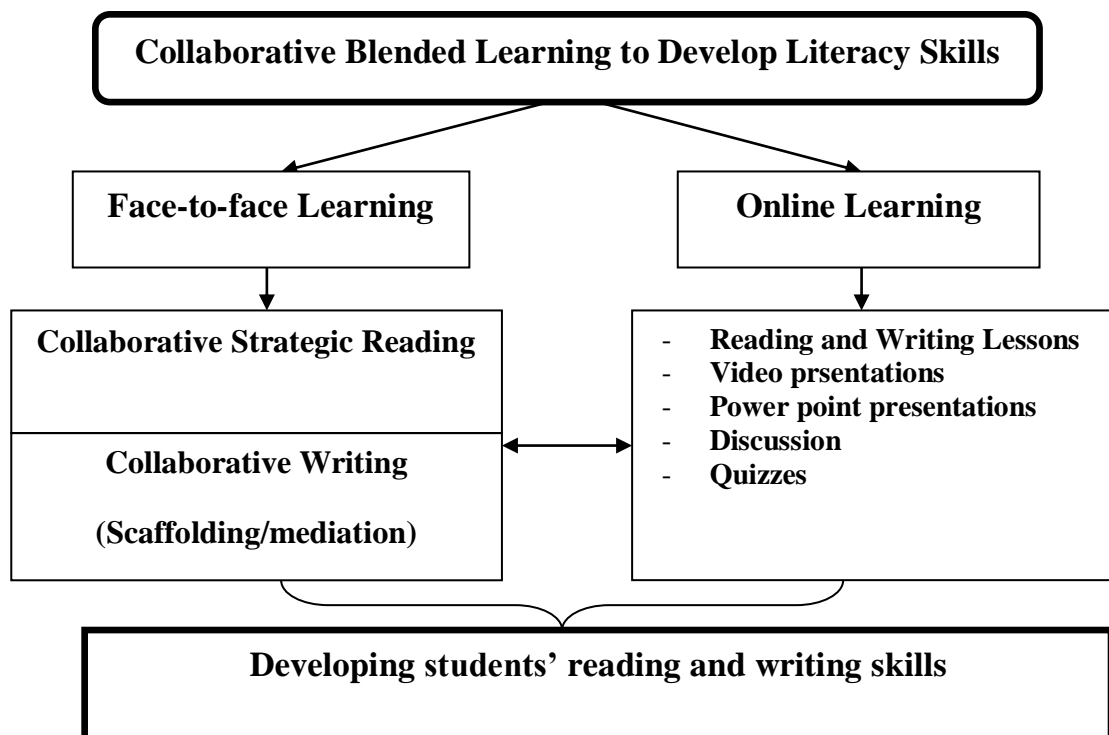 Collaborative Blended Learning to Develop Literacy Skills
Face-to-face Learning
Online Learning
Collaborative Strategic Reading
Collaborative Writing
(Scaffolding/mediation)
- Reading and Writing Lessons
- Video prsentations
- Power point presentations
- Discussion
- Quizzes
Developing students’ reading and writing skills